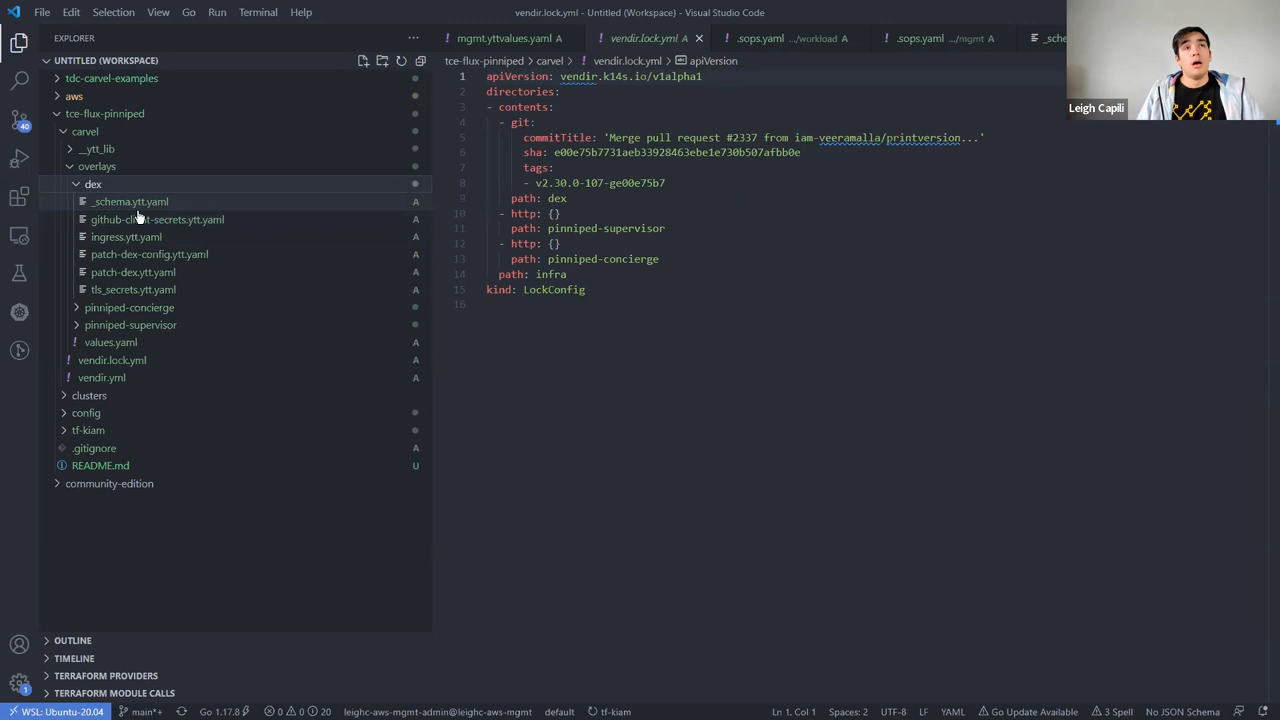 File Edit Selection View Go Run Terminal Help
vendir.lock.yml - Untitled (Workspace) - Visual Studio Code
EXPLORER
mgmt.yttvalues.yaml
vendir.lock.yml
.sops.yaml .../workload
.sops.yaml .../mgmt
_sche
tce-flux-pinniped > carvel > vendir.lock.yml > apiVersion
UNTITLED (WORKSPACE)
tdc-carvel-examples
aws
tce-flux-pinniped
carvel
__ytt_lib
overlays
dex
_schema.ytt.yaml A
A
ingress.ytt.yaml A
patch-dex-config.ytt.yaml A
patch-dex.ytt.yaml A
tls_secrets.ytt.yaml A
pinniped-concierge
pinniped-supervisor
values.yaml A
vendir.lock.yml A
vendir.yml A
clusters
config
tf-kiam
.gitignore A
README.md U
community-edition
OUTLINE
TIMELINE
TERRAFORM PROVIDERS
TERRAFORM MODULE CALLS
40
1
1 apiVersion: vendir.k14s.io/v1alpha1
2 directories:
3 - contents:
4 - git:
5 commitTitle: 'Merge pull request #2337 from iam-veeramalla/printversion...'
6 sha: e00e75b7731aeb33928463ebe1e730b507afbb0e
7 tags:
8 - v2.30.0-107-ge00e75b7
9 path: dex
10 - http: {}
11 path: pinniped-supervisor
12 - http: {}
13 path: pinniped-concierge
14 path: infra
15 kind: LockConfig
16
Leigh Capili
WSL: Ubuntu-20.04 main*+ Go 1.17.8 0 0 20 leighc-aws-mgmt-admin@leighc-aws-mgmt default tf-kiam Ln 1, Col 1 Spaces: 2 UTF-8 LF YAML Go Update Available 3 Spell No JSON Schema